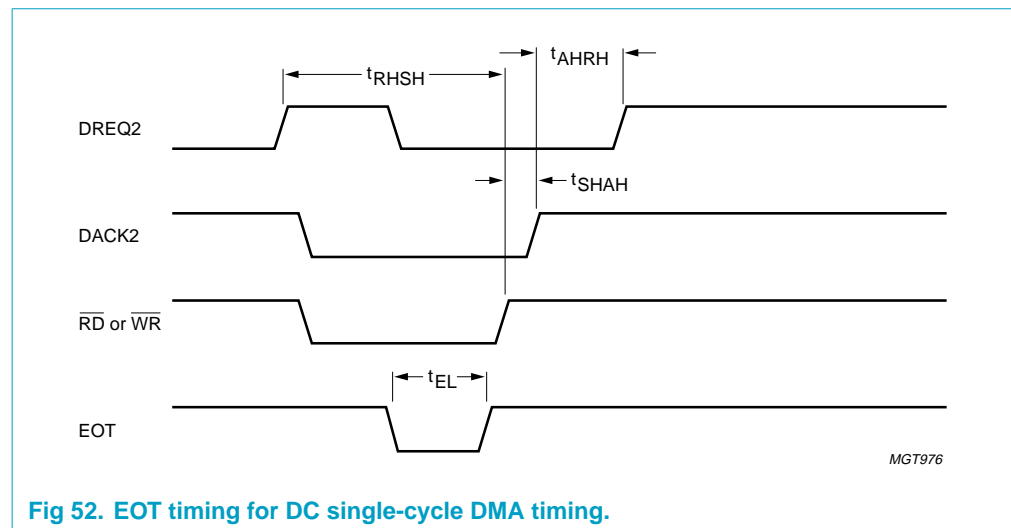 tAHRH
tRHSH
DREQ2
tSHAH
DACK2
RD or WR
tEL
EOT
MGT976
Fig 52. EOT timing for DC single-cycle DMA timing.